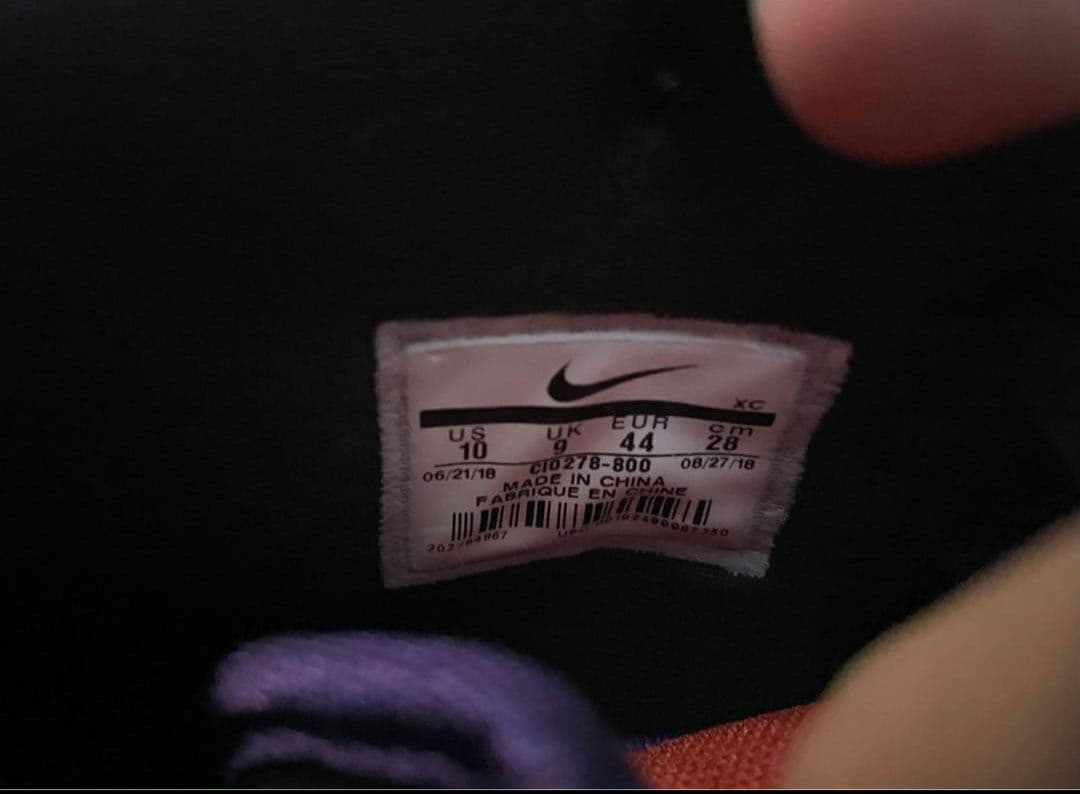 XC
US UK EUR cm
10 9 44 28
06/21/18 CI0278-800 08/27/18
MADE IN CHINA
FABRIQUE EN CHINE